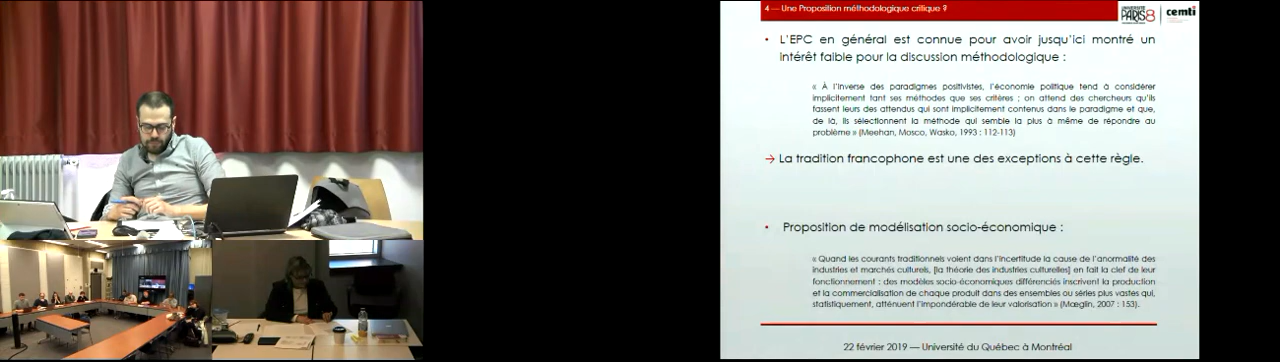 4 — Une Proposition méthodologique critique ?
UNIVERSITÉ
PARIS8
cemti
• L'EPC en général est connue pour avoir jusqu'ici montré un
intérêt faible pour la discussion méthodologique :
« À l'inverse des paradigmes positivistes, l'économie politique tend à considérer
implicitement tant ses méthodes que ses critères ; on attend des chercheurs qu'ils
fassent leurs des attendus qui sont implicitement contenus dans le paradigme et que,
de là, ils sélectionnent la méthode qui semble la plus à même de répondre au
problème » (Meehan, Mosco, Wasko, 1993 : 112-113)
→ La tradition francophone est une des exceptions à cette règle.
• Proposition de modélisation socio-économique :
« Quand les courants traditionnels voient dans l'incertitude la cause de l'anormalité des
industries et marchés culturels, [la théorie des industries culturelles] en fait la clef de leur
fonctionnement : des modèles socio-économiques différenciés inscrivent la production
et la commercialisation de chaque produit dans des ensembles ou séries plus vastes qui,
statistiquement, atténuent l'impondérable de leur valorisation » (Mœglin, 2007 : 153).
22 février 2019 — Université du Québec à Montréal